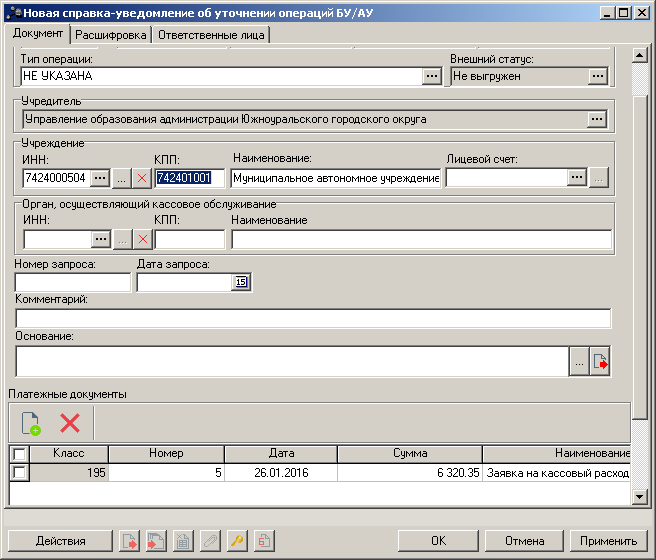 Новая справка-уведомление об уточнении операций БУ/АУ
Документ Расшифровка Ответственные лица
Тип операции: Внешний статус:
НЕ УКАЗАНА ... Не выгружен ...
Учредитель
Управление образования администрации Южноуральского городского округа ...
Учреждение
ИНН: КПП: Наименование: Лицевой счет:
7424000504 ... ... 742401001 Муниципальное автономное учреждение ... ...
Орган, осуществляющий кассовое обслуживание
ИНН: КПП: Наименование
... ...
Номер запроса: Дата запроса:
15
Комментарий:
Основание:
...
Платежные документы
Класс Номер Дата Сумма Наименование
195 5 26.01.2016 6 320.35 Заявка на кассовый расход
Действия OK Отмена Применить